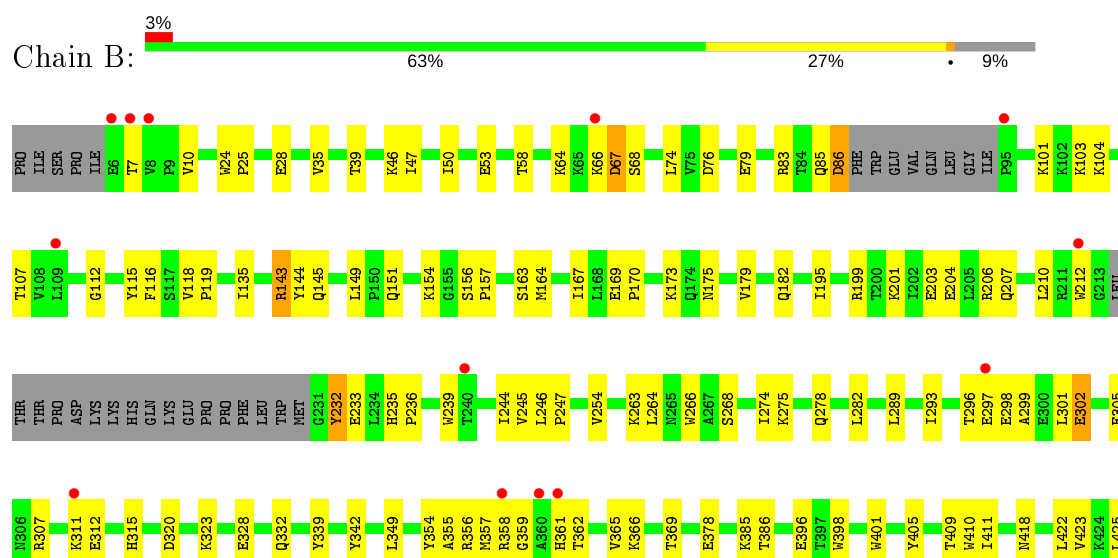 3%
Chain B:
63% 27% • 9%
PRO ILE SER PRO ILE E6 T7 V8 P9 V10 W24 P25 E28 V35 T39 K46 I47 I50 E53 T58 K64 K65 K66 D67 S68 L74 V75 D76 E79 R83 T84 Q85 D86 PHE TRP GLU VAL GLN LEU GLY ILE P95 K101 K102 K103 K104
T107 V108 L109 G112 Y115 F116 S117 V118 P119 I135 R143 Y144 Q145 L149 P150 Q151 K154 G155 S156 P157 S163 M164 I167 L168 E169 P170 K173 Q174 N175 V179 Q182 I195 R199 T200 K201 I202 E203 E204 L205 R206 Q207 L210 R211 W212 G213 LEU
THR THR PRO ASP LYS LYS HIS GLN LYS GLU PRO PRO PHE LEU TRP MET G231 Y232 E233 L234 H235 P236 W239 T240 I244 V245 L246 P247 V254 K263 L264 N265 W266 A267 S268 I274 K275 Q278 L282 L289 I293 T296 E297 E298 A299 E300 L301 E302 E305
N306 R307 K311 E312 H315 D320 K323 E328 Q332 Y339 Y342 L349 Y354 A355 R356 M357 R358 G359 A360 H361 T362 V365 K366 T369 E378 K385 T386 E396 T397 W398 W401 Y405 T409 W410 I411 N418 L422 V423 K424 L425